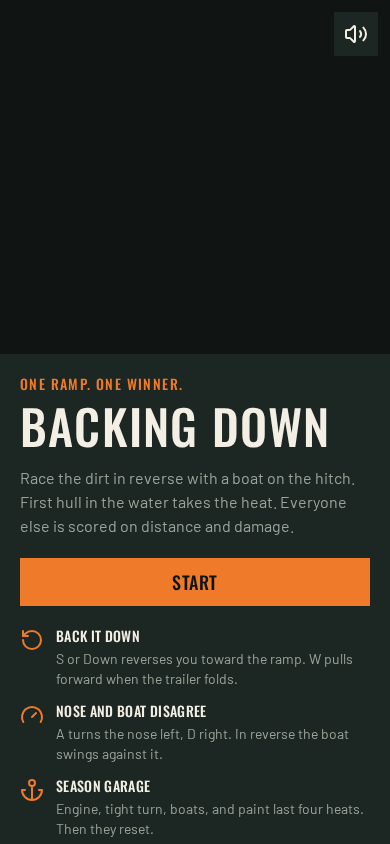 ONE RAMP. ONE WINNER.
BACKING DOWN
Race the dirt in reverse with a boat on the hitch.
First hull in the water takes the heat. Everyone
else is scored on distance and damage.
START
BACK IT DOWN
S or Down reverses you toward the ramp. W pulls
forward when the trailer folds.
NOSE AND BOAT DISAGREE
A turns the nose left, D right. In reverse the boat
swings against it.
SEASON GARAGE
Engine, tight turn, boats, and paint last four heats.
Then they reset.